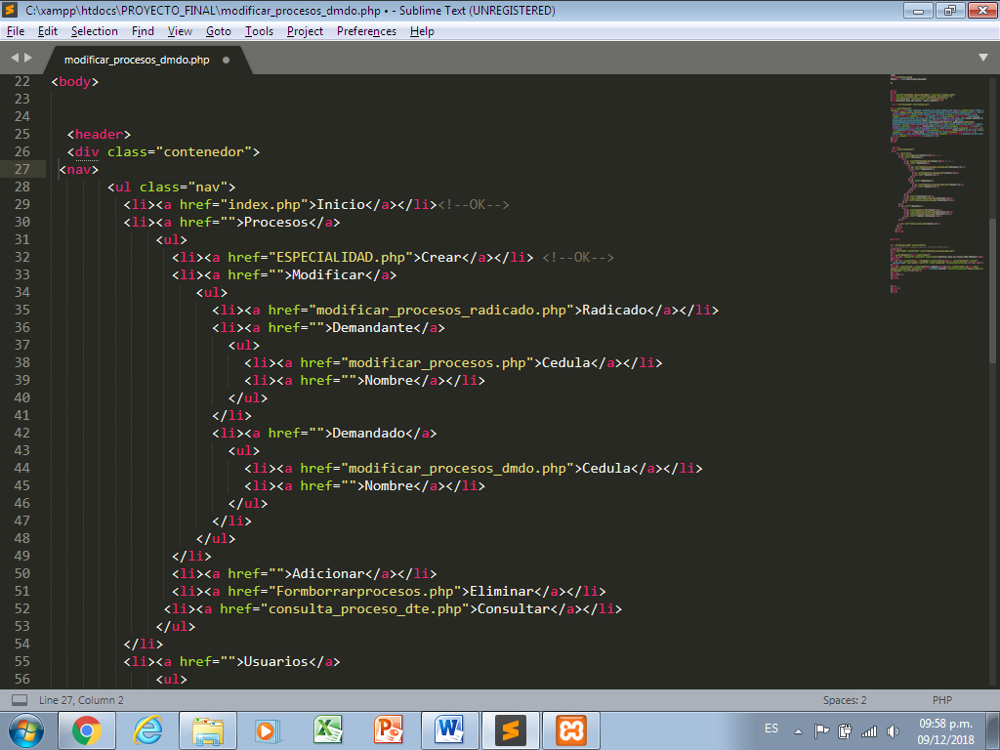 C:\xampp\htdocs\PROYECTO_FINAL\modificar_procesos_dmdo.php • - Sublime Text (UNREGISTERED)
File Edit Selection Find View Goto Tools Project Preferences Help
modificar_procesos_dmdo.php
22 <body>
23
24
25 <header>
26 <div class="contenedor">
27 <nav>
28 <ul class="nav">
29 <li><a href="index.php">Inicio</a></li><!--OK-->
30 <li><a href="">Procesos</a>
31 <ul>
32 <li><a href="ESPECIALIDAD.php">Crear</a></li> <!--OK-->
33 <li><a href="">Modificar</a>
34 <ul>
35 <li><a href="modificar_procesos_radicado.php">Radicado</a></li>
36 <li><a href="">Demandante</a>
37 <ul>
38 <li><a href="modificar_procesos.php">Cedula</a></li>
39 <li><a href="">Nombre</a></li>
40 </ul>
41 </li>
42 <li><a href="">Demandado</a>
43 <ul>
44 <li><a href="modificar_procesos_dmdo.php">Cedula</a></li>
45 <li><a href="">Nombre</a></li>
46 </ul>
47 </li>
48 </ul>
49 </li>
50 <li><a href="">Adicionar</a></li>
51 <li><a href="Formborrarprocesos.php">Eliminar</a></li>
52 <li><a href="consulta_proceso_dte.php">Consultar</a></li>
53 </ul>
54 </li>
55 <li><a href="">Usuarios</a>
56 <ul>
Line 27, Column 2 Spaces: 2 PHP
ES 09:58 p.m.
09/12/2018